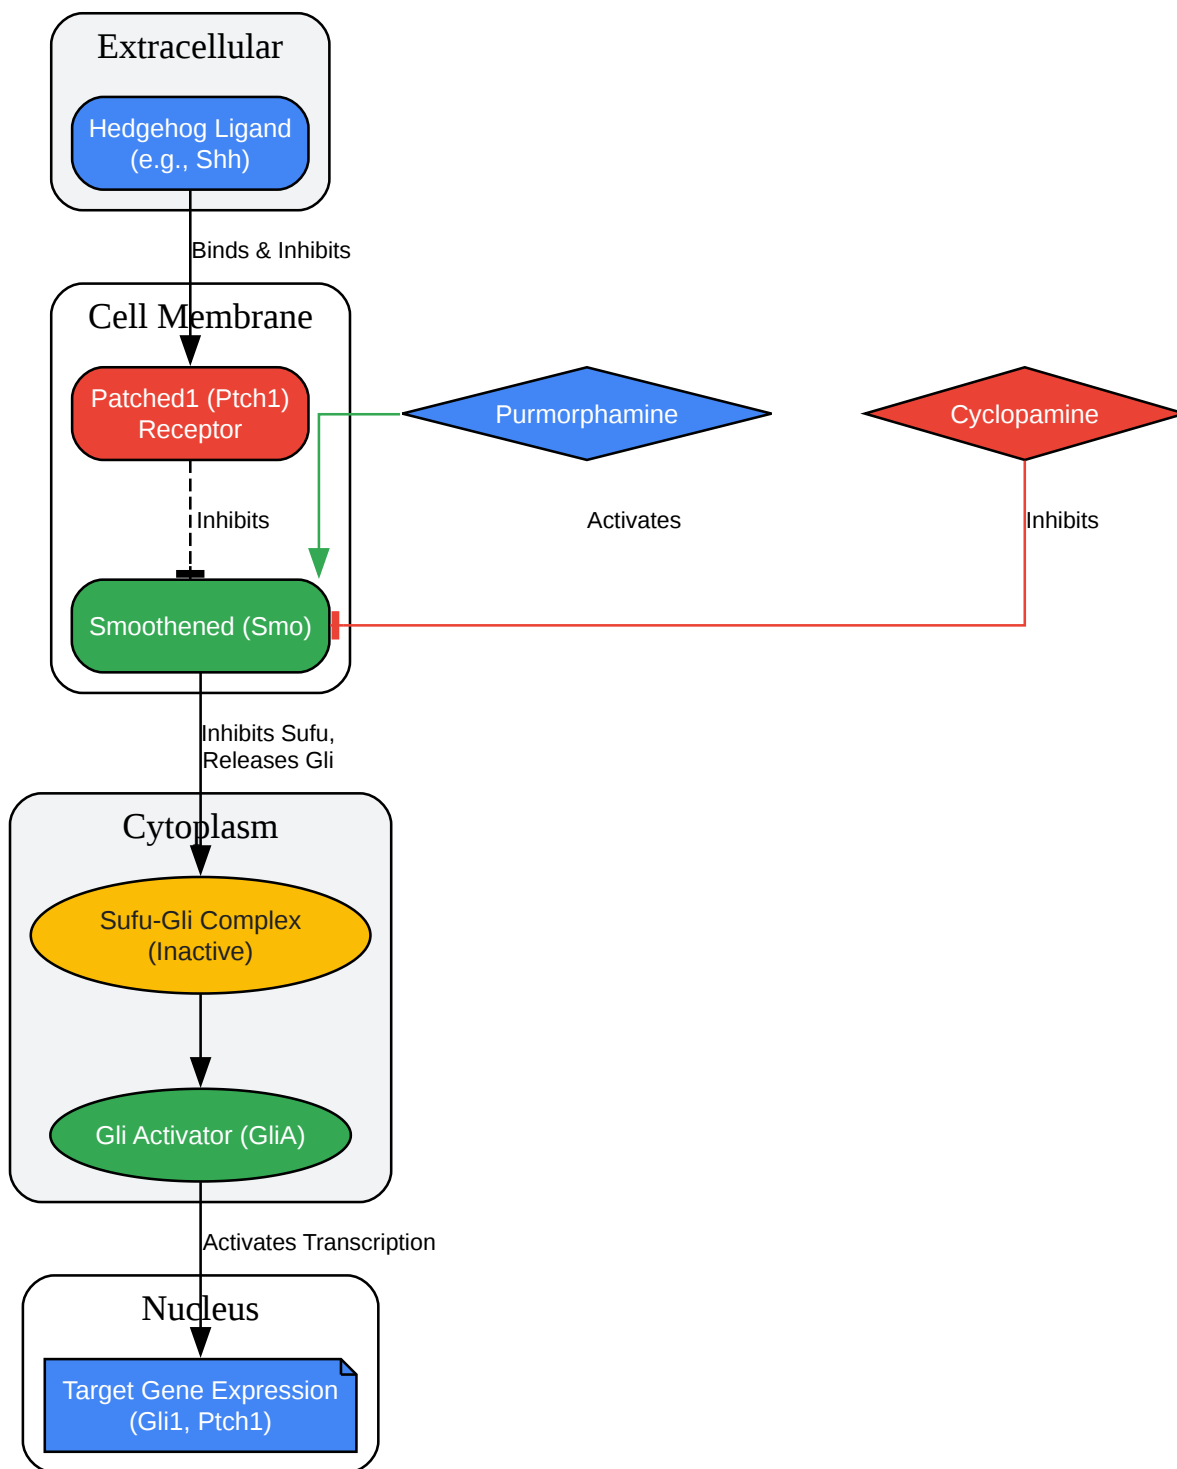 Extracellular
Hedgehog Ligand
(e.g., Shh)
Binds & Inhibits
Cell Membrane
Patched1 (Ptch1)
Receptor
Purmorphamine
Cyclopamine
Inhibits
Activates
Inhibits
Smoothened (Smo)
Inhibits Sufu,
Releases Gli
Cytoplasm
Sufu-Gli Complex
(Inactive)
Gli Activator (GliA)
Activates Transcription
Nucleus
Target Gene Expression
(Gli1, Ptch1)